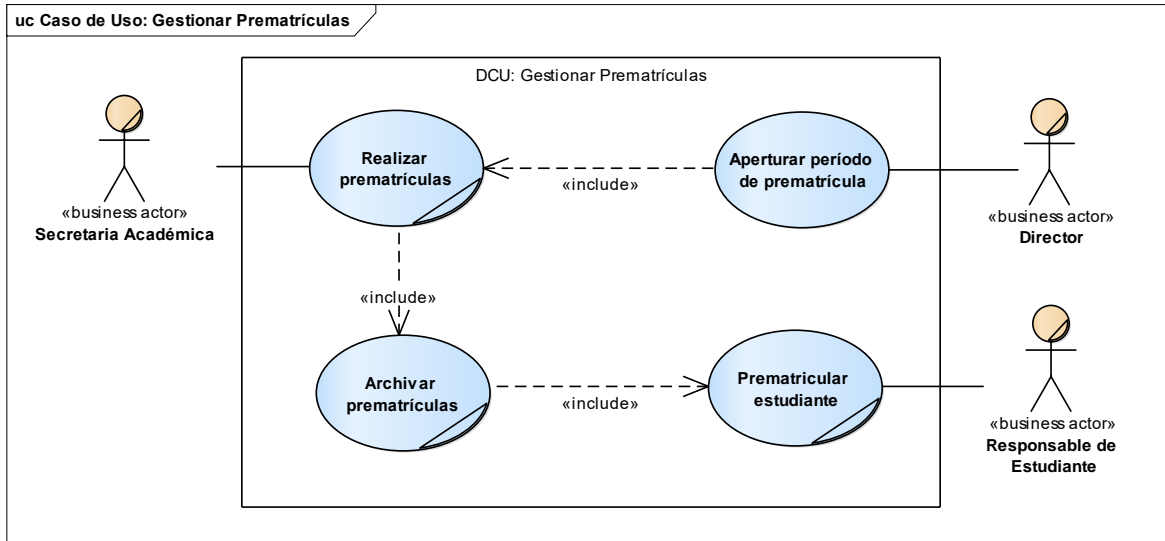 uc Caso de Uso: Gestionar Prematrículas
DCU: Gestionar Prematrículas
«business actor»
Secretaria Académica
Realizar
prematrículas
«include»
Aperturar período
de prematrícula
«business actor»
Director
«include»
Archivar
prematrículas
«include»
Prematricular
estudiante
«business actor»
Responsable de
Estudiante